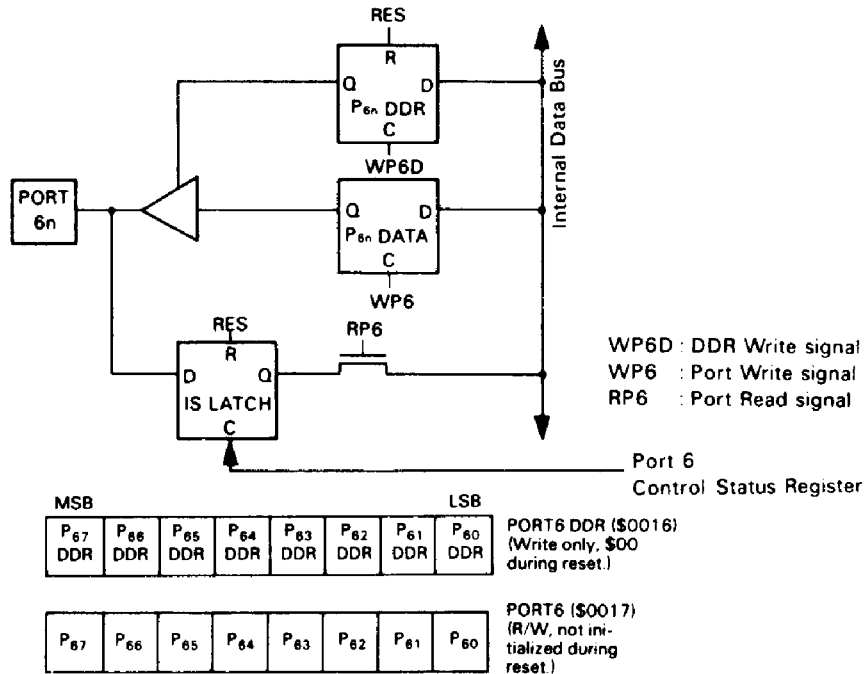 RES
R
Q D
P6n DDR
C
WP6D
PORT
6n
Q D
P6n DATA
C
WP6
Internal Data Bus
RES
R
D Q
IS LATCH
C
RP6
WP6D : DDR Write signal
WP6 : Port Write signal
RP6 : Port Read signal
Port 6
Control Status Register
MSB LSB
P67 P66 P65 P64 P63 P62 P61 P60
DDR DDR DDR DDR DDR DDR DDR DDR
PORT6 DDR ($0016)
(Write only, $00
during reset.)
P67 P66 P65 P64 P63 P62 P61 P60
PORT6 ($0017)
(R/W, not ini-
tialized during
reset.)